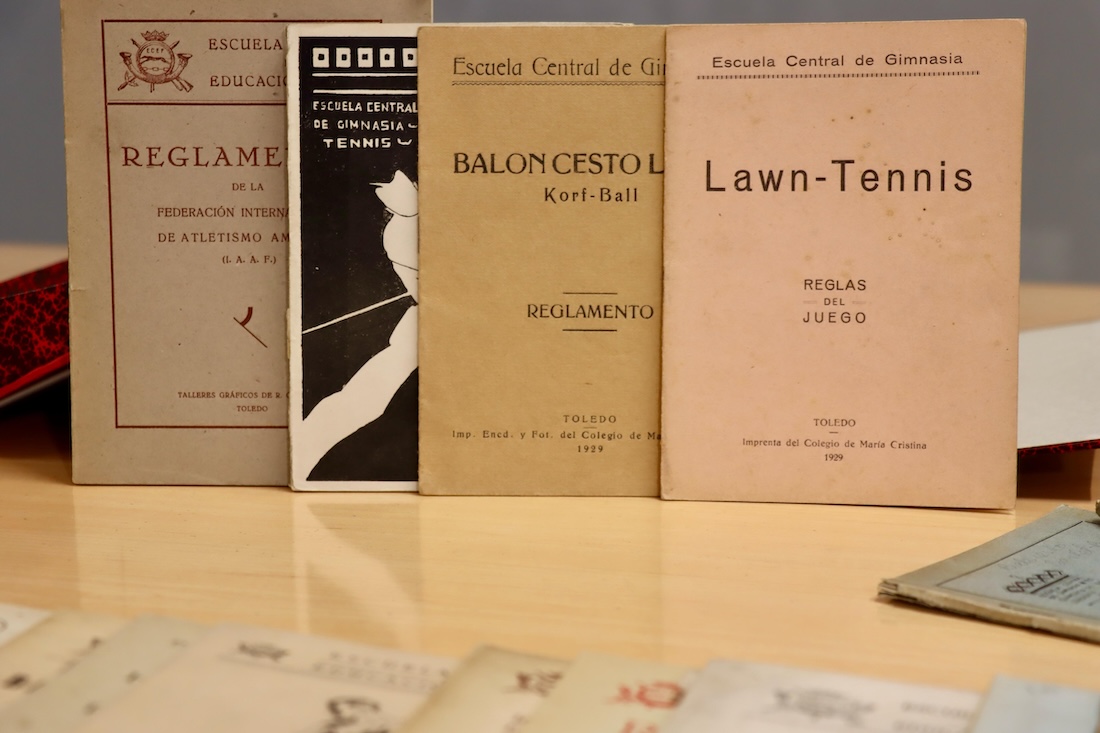 ESCUELA
EDUCACIÓ
REGLAME
DE LA
FEDERACIÓN INTERNA
DE ATLETISMO AM
(I. A. A. F.)
TALLERES GRÁFICOS DE R. G
TOLEDO
ESCUELA CENTRAL
DE GIMNASIA
TENNIS
Escuela Central de Gi
BALON CESTO L
Korf-Ball
REGLAMENTO
TOLEDO
Imp. Encd. y Fot. del Colegio de Ma
1929
Escuela Central de Gimnasia
Lawn-Tennis
REGLAS
DEL
JUEGO
TOLEDO
Imprenta del Colegio de María Cristina
1929